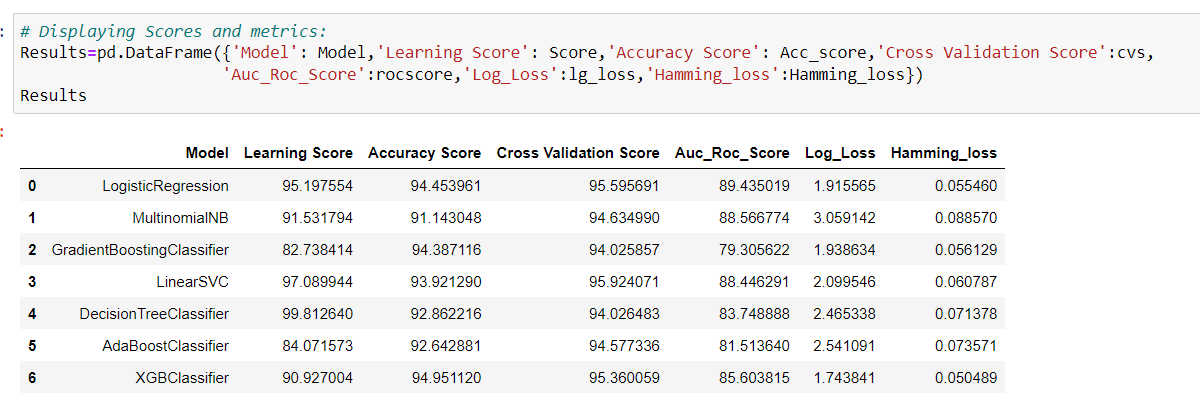 :
# Displaying Scores and metrics:
Results=pd.DataFrame({'Model': Model,'Learning Score': Score,'Accuracy Score': Acc_score,'Cross Validation Score':cvs,
'Auc_Roc_Score':rocscore,'Log_Loss':lg_loss,'Hamming_loss':Hamming_loss})
Results
:
Model Learning Score Accuracy Score Cross Validation Score Auc_Roc_Score Log_Loss Hamming_loss
0 LogisticRegression 95.197554 94.453961 95.595691 89.435019 1.915565 0.055460
1 MultinomialNB 91.531794 91.143048 94.634990 88.566774 3.059142 0.088570
2 GradientBoostingClassifier 82.738414 94.387116 94.025857 79.305622 1.938634 0.056129
3 LinearSVC 97.089944 93.921290 95.924071 88.446291 2.099546 0.060787
4 DecisionTreeClassifier 99.812640 92.862216 94.026483 83.748888 2.465338 0.071378
5 AdaBoostClassifier 84.071573 92.642881 94.577336 81.513640 2.541091 0.073571
6 XGBClassifier 90.927004 94.951120 95.360059 85.603815 1.743841 0.050489